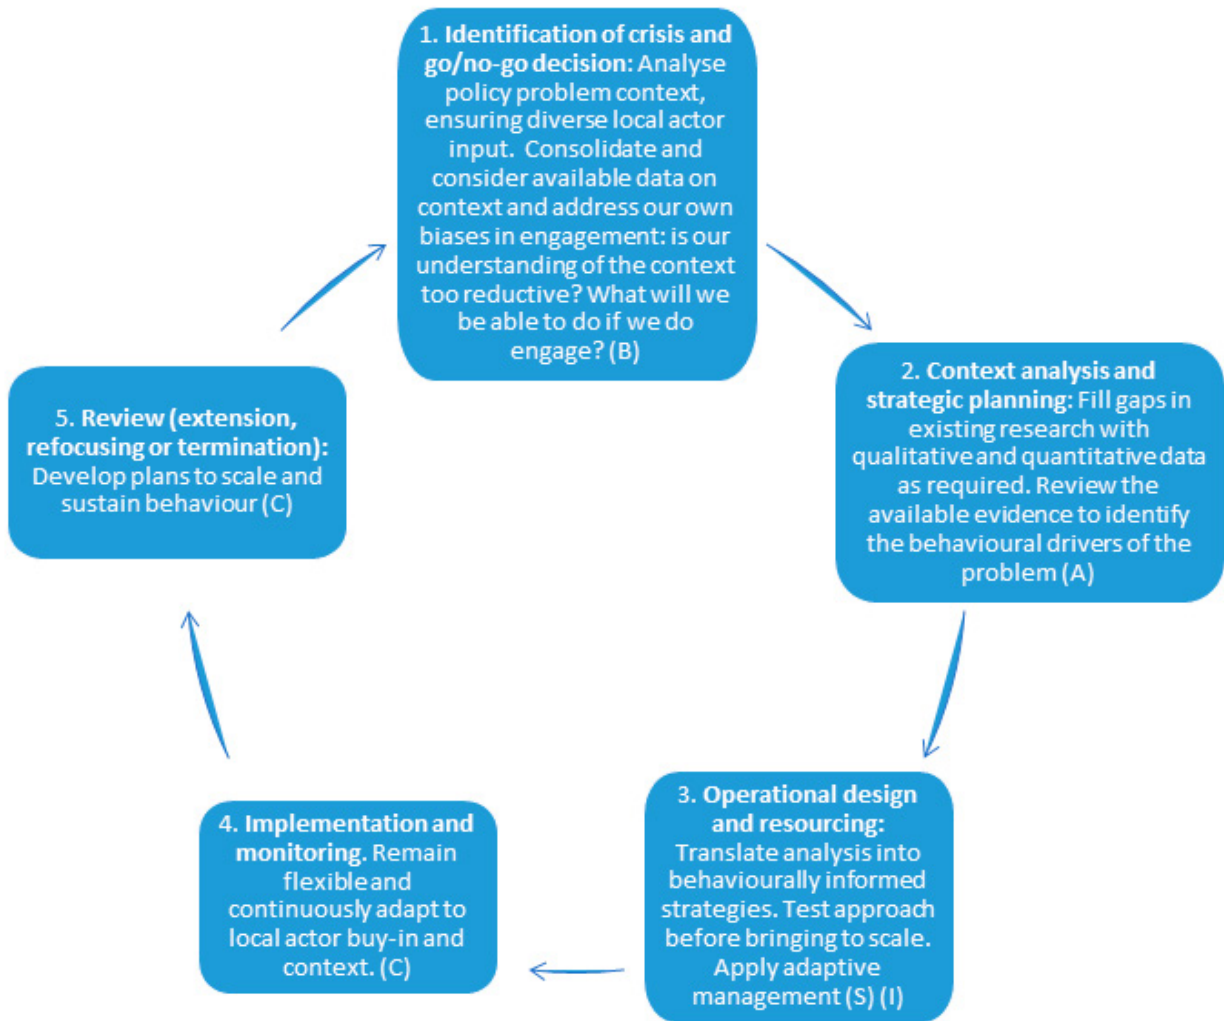 1. Identification of crisis and
go/no-go decision: Analyse
policy problem context,
ensuring diverse local actor
input.  Consolidate and
consider available data on
context and address our own
biases in engagement: is our
understanding of the context
too reductive? What will we
be able to do if we do
engage? (B)
2. Context analysis and
strategic planning: Fill gaps in
existing research with
qualitative and quantitative data
as required. Review the
available evidence to identify
the behavioural drivers of the
problem (A)
3. Operational design
and resourcing:
Translate analysis into
behaviourally informed
strategies. Test approach
before bringing to scale.
Apply adaptive
management (S) (I)
4. Implementation and
monitoring. Remain
flexible and
continuously adapt to
local actor buy-in and
context. (C)
5. Review (extension,
refocusing or termination):
Develop plans to scale and
sustain behaviour (C)